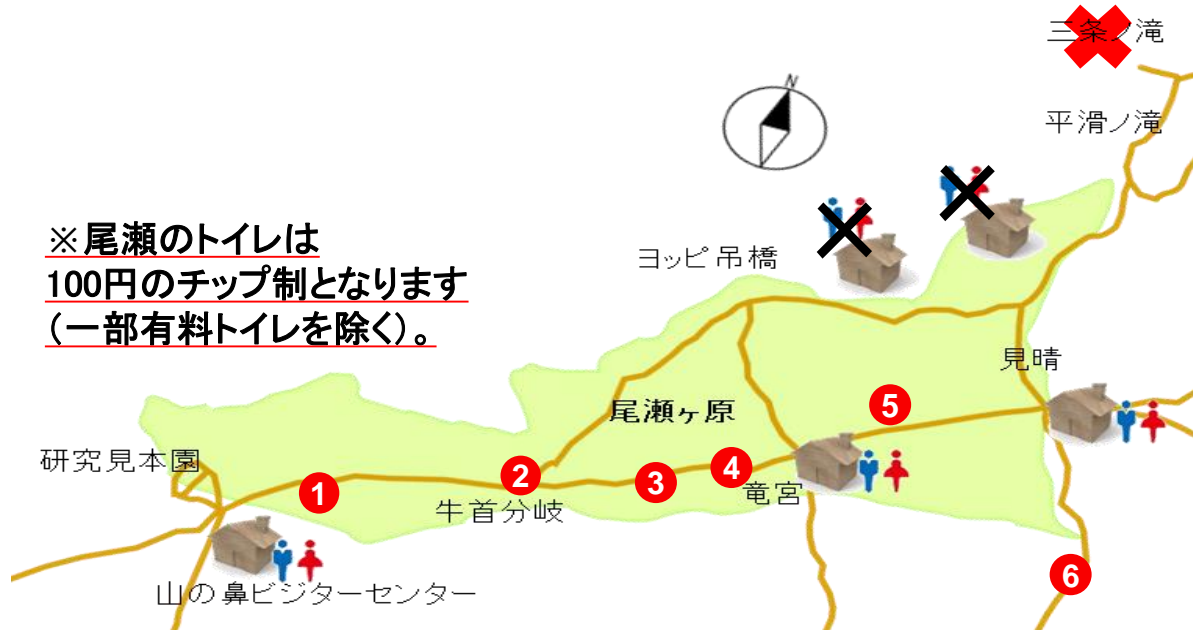 三条ノ滝
N
平滑ノ滝
※尾瀬のトイレは
100円のチップ制となります
（一部有料トイレを除く）。
ヨッピ吊橋
見晴
尾瀬ヶ原
5
研究見本園
1
2
3
4
牛首分岐
竜宮
6
山の鼻ビジターセンター